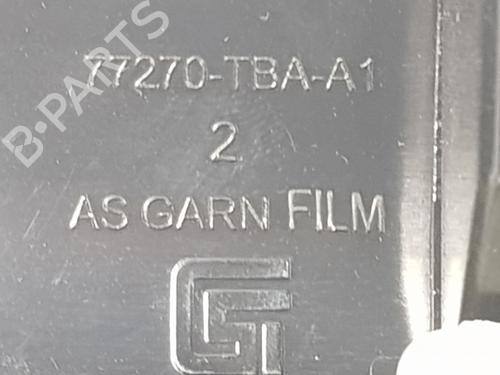 B-PARTS
77270-TBA-A1
2
AS GARN FILM